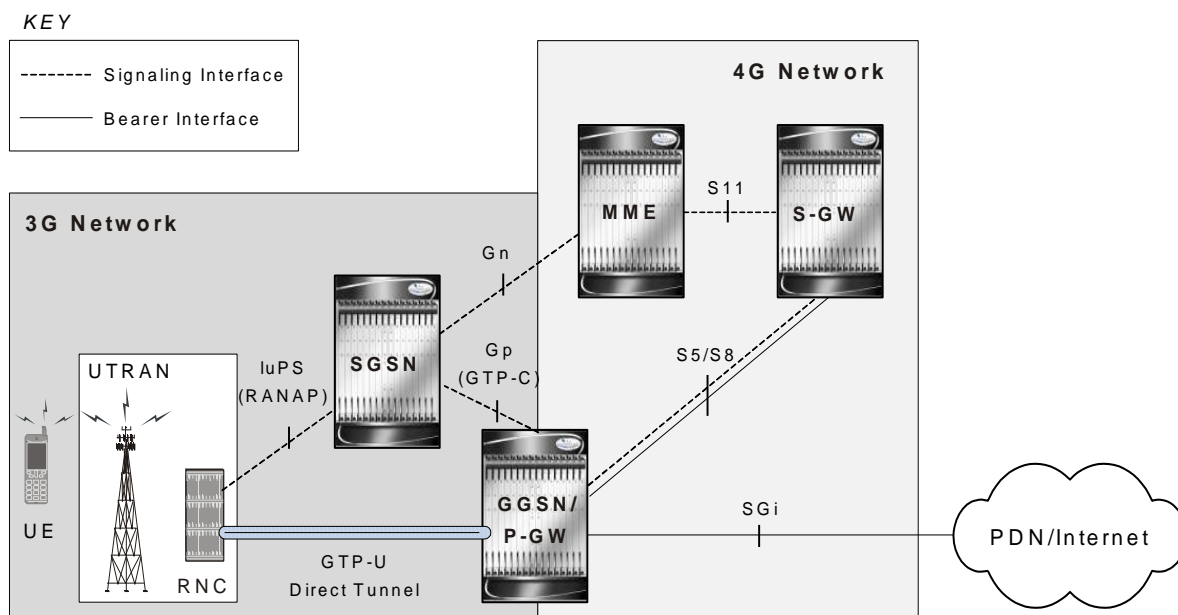 KEY
Signaling Interface
Bearer Interface
4G Network
MME
S11
S-GW
3G Network
Gn
SGSN
Gp
(GTP-C)
S5/S8
IuPS
(RANAP)
UTRAN
UE
RNC
GTP-U
Direct Tunnel
GGSN/
P-GW
SGi
PDN/Internet